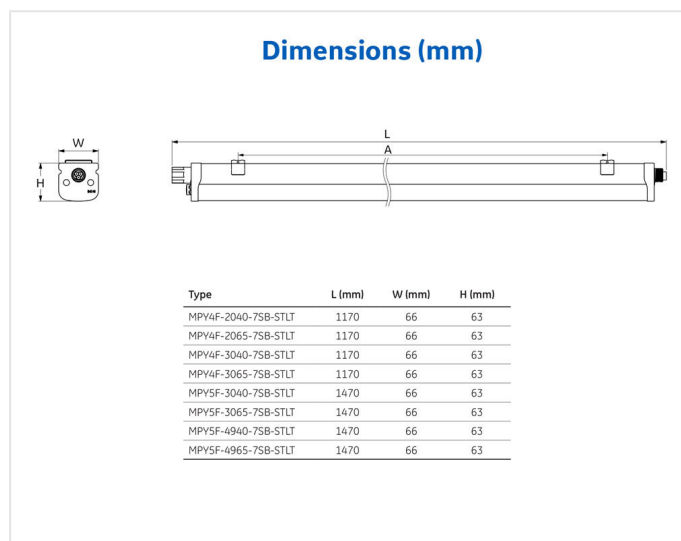 Dimensions (mm)
L
W
A
H
Type L (mm) W (mm) H (mm)
MPY4F-2040-7SB-STLT 1170 66 63
MPY4F-2065-7SB-STLT 1170 66 63
MPY4F-3040-7SB-STLT 1170 66 63
MPY4F-3065-7SB-STLT 1170 66 63
MPY5F-3040-7SB-STLT 1470 66 63
MPY5F-3065-7SB-STLT 1470 66 63
MPY5F-4940-7SB-STLT 1470 66 63
MPY5F-4965-7SB-STLT 1470 66 63